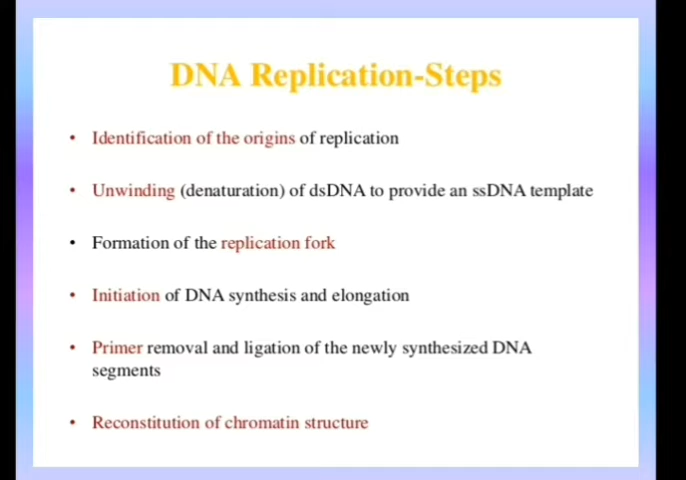 DNA Replication-Steps
• Identification of the origins of replication
• Unwinding (denaturation) of dsDNA to provide an ssDNA template
• Formation of the replication fork
• Initiation of DNA synthesis and elongation
• Primer removal and ligation of the newly synthesized DNA
segments
• Reconstitution of chromatin structure